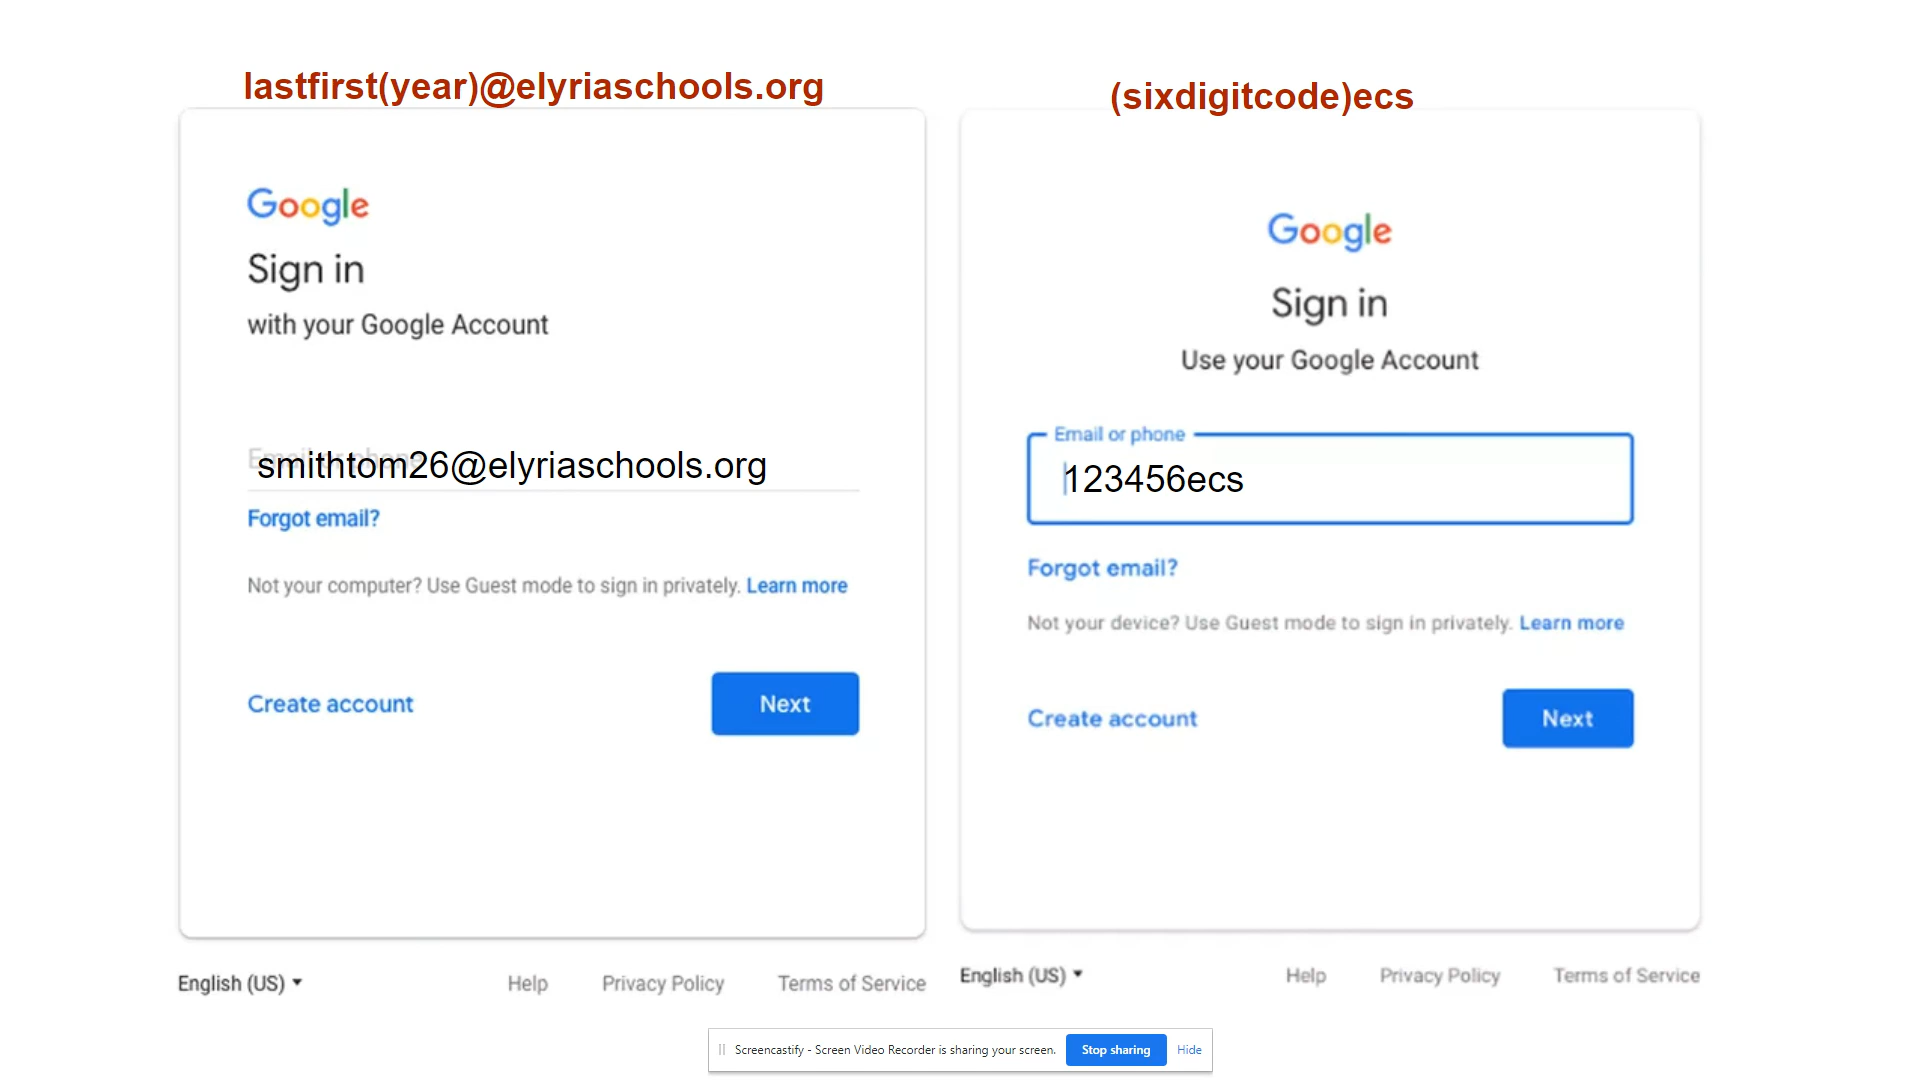 lastfirst(year)@elyriaschools.org
Google
Sign in
with your Google Account
Email or phone
smithtom26@elyriaschools.org
Forgot email?
Not your computer? Use Guest mode to sign in privately. Learn more
Create account
Next
English (US)
Help
Privacy Policy
Terms of Service
(sixdigitcode)ecs
Google
Sign in
Use your Google Account
Email or phone
123456ecs
Forgot email?
Not your device? Use Guest mode to sign in privately. Learn more
Create account
Next
English (US)
Help
Privacy Policy
Terms of Service
Screencastify - Screen Video Recorder is sharing your screen.
Stop sharing
Hide